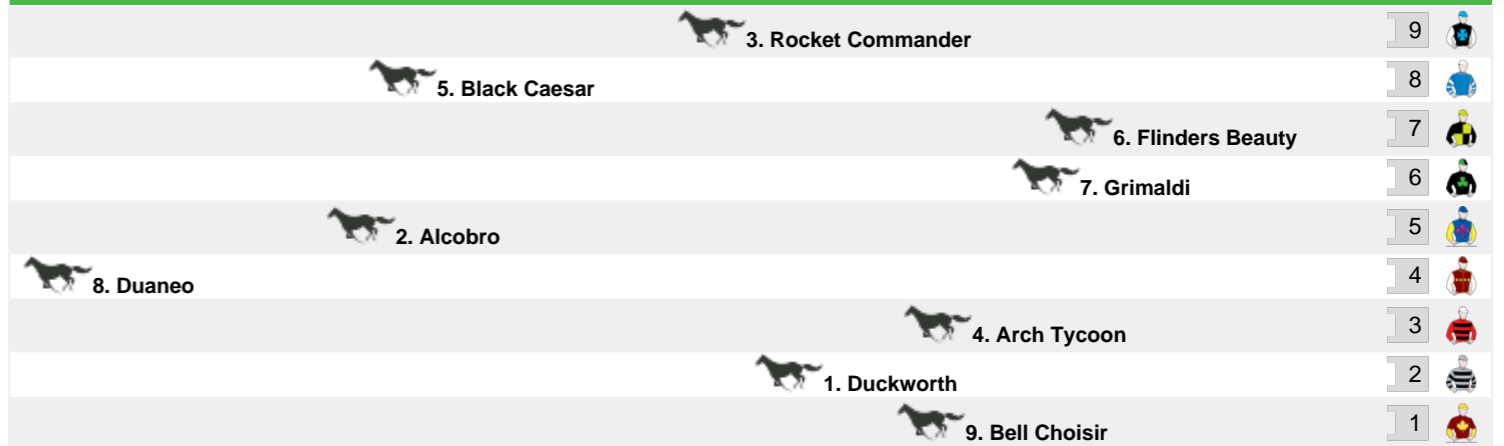 3. Rocket Commander 9
5. Black Caesar 8
6. Flinders Beauty 7
7. Grimaldi 6
2. Alcobro 5
8. Duaneo 4
4. Arch Tycoon 3
1. Duckworth 2
9. Bell Choisir 1